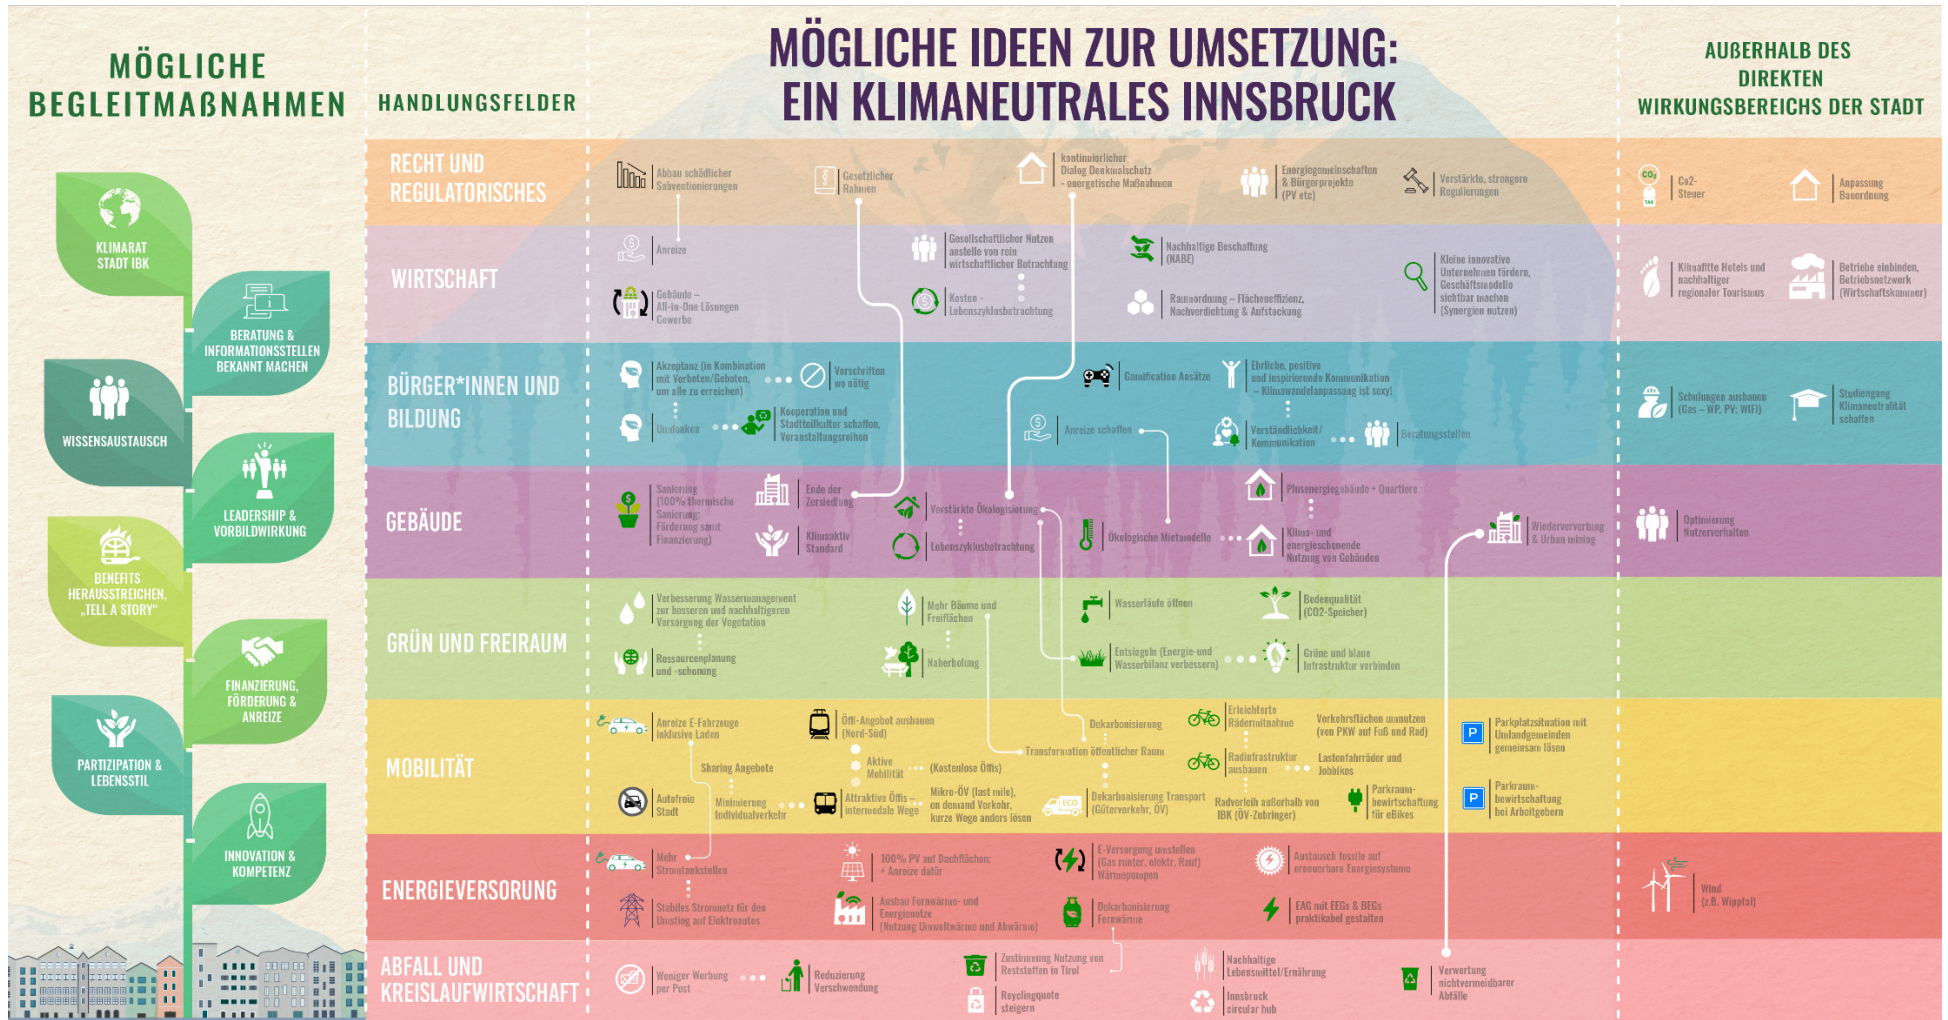 MÖGLICHE
BEGLEITMAßNAHMEN
KLIMARAT
STADT IBK
BERATUNG &
INFORMATIONSSTELLEN
BEKANNT MACHEN
WISSENSAUSTAUSCH
LEADERSHIP &
VORBILDWIRKUNG
BENEFITS
HERAUSSTREICHEN,
„TELL A STORY“
FINANZIERUNG,
FÖRDERUNG &
ANREIZE
PARTIZIPATION &
LEBENSSTIL
INNOVATION &
KOMPETENZ
HANDLUNGSFELDER
MÖGLICHE IDEEN ZUR UMSETZUNG:
EIN KLIMANEUTRALES INNSBRUCK
AUßERHALB DES
DIREKTEN
WIRKUNGSBEREICHS DER STADT
RECHT UND
REGULATORISCHES
Abbau schädlicher
Subventionierungen
Gesetzlicher
Rahmen
kontinuierlicher
Dialog Denkmalschutz
- energetische Maßnahmen
Energiegemeinschaften
& Bürgerprojekte
(PV etc)
Verstärkte, strengere
Regulierungen
CO2
TAX
Co2-
Steuer
Anpassung
Bauordnung
WIRTSCHAFT
Anreize
Gebäude –
All-in-One Lösungen
Gewerbe
Gesellschaftlicher Nutzen
anstelle von rein
wirtschaftlicher Betrachtung
Kosten -
Lebenszyklusbetrachtung
Nachhaltige Beschaffung
(NABE)
Raumordnung – Flächeneffizienz,
Nachverdichtung & Aufstockung
Kleine innovative
Unternehmen fördern,
Geschäftsmodelle
sichtbar machen
(Synergien nutzen)
Klimafitte Hotels und
nachhaltiger
regionaler Tourismus
Betriebe einbinden,
Betriebsnetzwerk
(Wirtschaftskammer)
BÜRGER*INNEN UND
BILDUNG
Akzeptanz (in Kombination
mit Verboten/Geboten,
um alle zu erreichen)
Vorschriften
wo nötig
Umdenken
Kooperation und
Stadtteilkultur schaffen,
Veranstaltungsreihen
Gamification Ansätze
Anreize schaffen
Ehrliche, positive
und inspirierende Kommunikation
– Klimawandelanpassung ist sexy!
Verständlichkeit/
Kommunikation
Beratungsstellen
Schulungen ausbauen
(Gas – WP, PV; WIFI)
Studiengang
Klimaneutralität
schaffen
GEBÄUDE
Sanierung
(100% thermische
Sanierung;
Förderung samt
Finanzierung)
Ende der
Zersiedlung
Klimaaktiv
Standard
Verstärkte Ökologisierung
Lebenszyklusbetrachtung
Ökologische Mietmodelle
Plusenergiegebäude + Quartiere
Klima- und
energieschonende
Nutzung von Gebäuden
Wiederverwertung
& Urban mining
Optimierung
Nutzerverhalten
GRÜN UND FREIRAUM
Verbesserung Wassermanagement
zur besseren und nachhaltigeren
Versorgung der Vegetation
Ressourcenplanung
und -schonung
Mehr Bäume und
Freiflächen
Naherholung
Wasserläufe öffnen
Entsiegeln (Energie-und
Wasserbilanz verbessern)
Bodenqualität
(CO2-Speicher)
Grüne und blaue
Infrastruktur verbinden
MOBILITÄT
Anreize E-Fahrzeuge
inklusive Laden
Sharing Angebote
Autofreie
Stadt
Minimierung
Individualverkehr
Öffi-Angebot ausbauen
(Nord-Süd)
Aktive
Mobilität
(Kostenlose Öffis)
Attraktive Öffis –
intermodale Wege
Mikro-ÖV (last mile),
on demand Verkehr,
kurze Wege anders lösen
Dekarbonisierung
Transformation öffentlicher Raum
ECO
Dekarbonisierung Transport
(Güterverkehr, ÖV)
Erleichterte
Rädermitnahme
Verkehrsflächen umnutzen
(von PKW auf Fuß und Rad)
Radinfrastruktur
ausbauen
Lastenfahrräder und
Jobbikes
Radverleih außerhalb von
IBK (ÖV-Zubringer)
Parkraum-
bewirtschaftung
für eBikes
P
Parkplatzsituation mit
Umlandgemeinden
gemeinsam lösen
P
Parkraum-
bewirtschaftung
bei Arbeitgebern
ENERGIEVERSORUNG
Mehr
Stromtankstellen
Stabiles Stromnetz für den
Umstieg auf Elektroautos
100% PV auf Dachflächen;
+ Anreize dafür
Ausbau Fernwärme- und
Energienetze
(Nutzung Umweltwärme und Abwärme)
E-Versorgung umstellen
(Gas runter, elektr. Rauf)
Wärmepumpen
Dekarbonisierung
Fernwärme
Austausch fossile auf
erneuerbare Energiesysteme
EAG mit EEGs & BEGs
praktikabel gestalten
Wind
(z.B. Wipptal)
ABFALL UND
KREISLAUFWIRTSCHAFT
Weniger Werbung
per Post
Reduzierung
Verschwendung
Zustimmung Nutzung von
Reststoffen in Tirol
Recyclingquote
steigern
Nachhaltige
Lebensmittel/Ernährung
Innsbruck
circular hub
Verwertung
nichtvermeidbarer
Abfälle